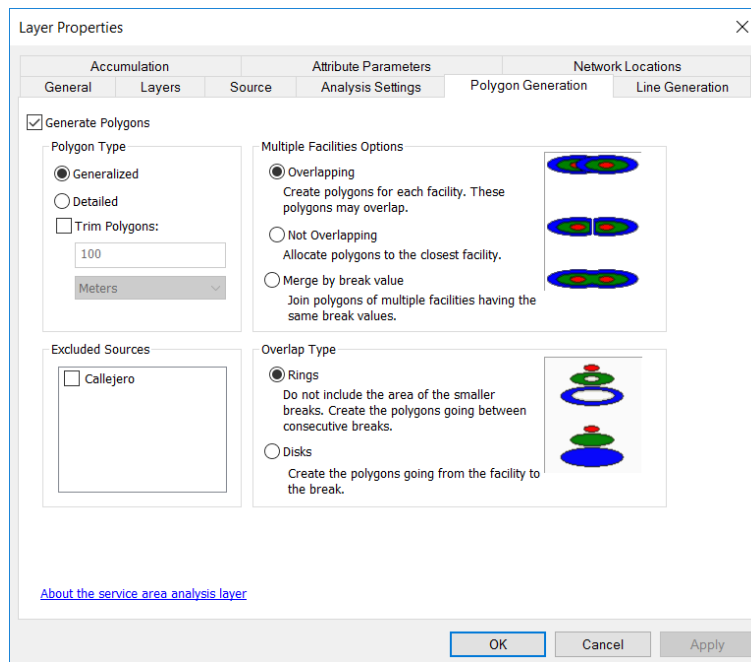 Layer Properties
Accumulation
Attribute Parameters
Network Locations
General
Layers
Source
Analysis Settings
Polygon Generation
Line Generation
Generate Polygons
Polygon Type
Generalized
Detailed
Trim Polygons:
100
Meters
Multiple Facilities Options
Overlapping
Create polygons for each facility. These
polygons may overlap.
Not Overlapping
Allocate polygons to the closest facility.
Merge by break value
Join polygons of multiple facilities having the
same break values.
Excluded Sources
Callejero
Overlap Type
Rings
Do not include the area of the smaller
breaks. Create the polygons going between
consecutive breaks.
Disks
Create the polygons going from the facility to
the break.
About the service area analysis layer
OK
Cancel
Apply